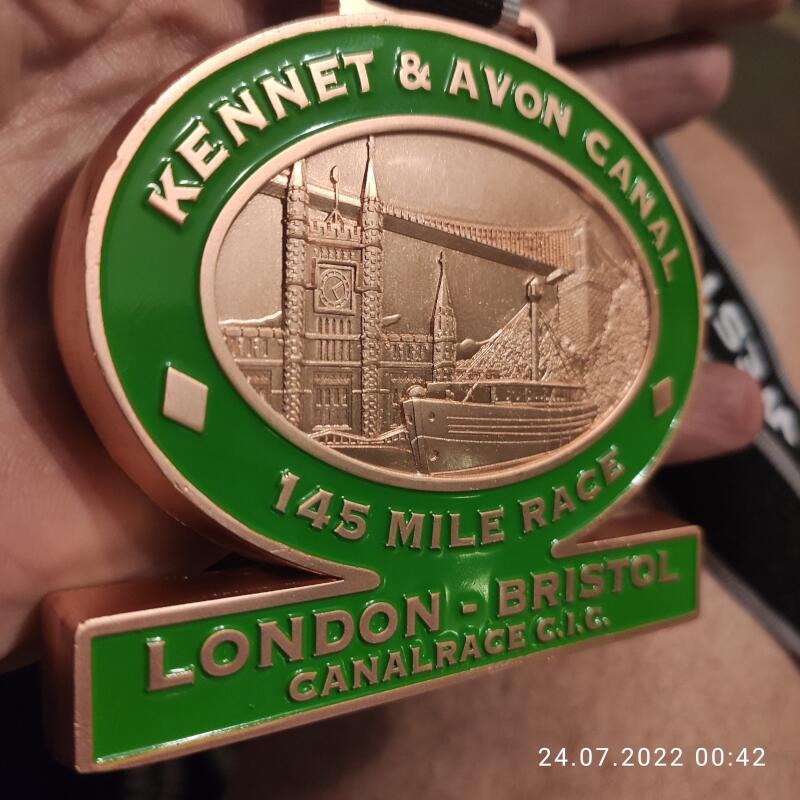 KENNET & AVON CANAL
145 MILE RACE
LONDON - BRISTOL
CANALRACE C.I.C.
24.07.2022 00:42